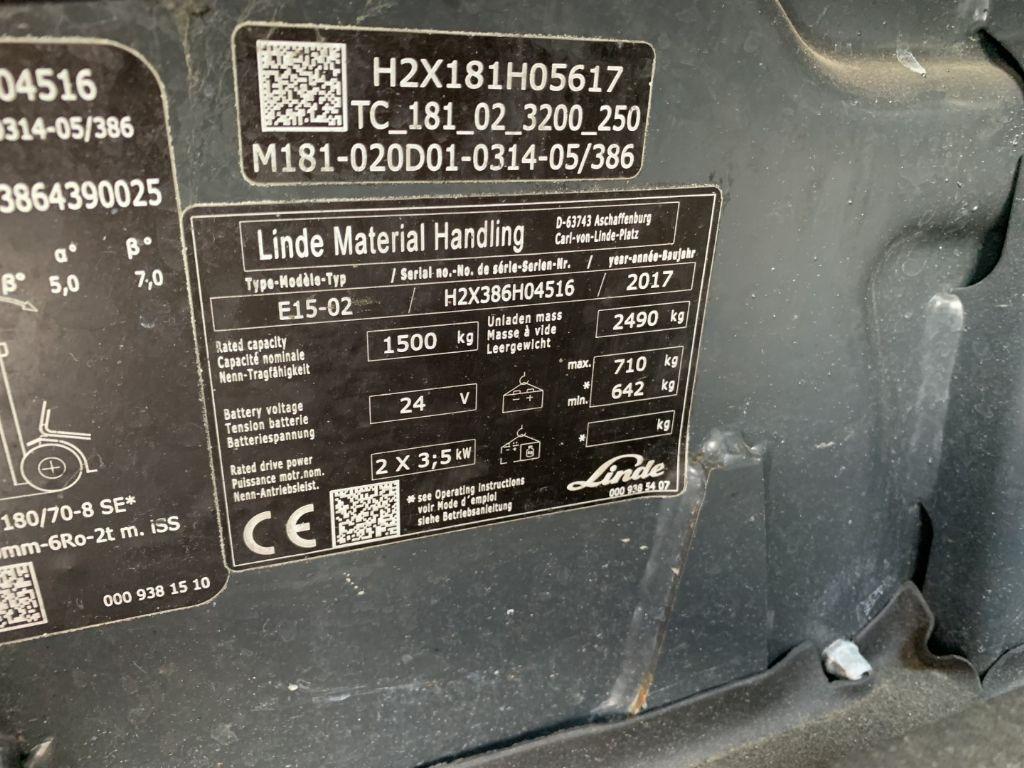 H2X181H05617
TC_181_02_3200_250
M181-020D01-0314-05/386
04516
0314-05/386
3864390025
α° β°
β° 5,0 7,0
180/70-8 SE*
mm-6Ro-2t m. iSS
000 938 15 10
Linde Material Handling
D-63743 Aschaffenburg
Carl-von-Linde-Platz
Type-Modèle-Typ / Serial no.-No. de série-Serien-Nr. / year-année-Baujahr
E15-02 / H2X386H04516 / 2017
Rated capacity
Capacité nominale
Nenn-Tragfähigkeit
1500 kg
Unladen mass
Masse à vide
Leergewicht
2490 kg
Battery voltage
Tension batterie
Batteriespannung
24 V
- +
max. 710 kg
*
min. 642 kg
Rated drive power
Puissance motr.nom.
Nenn-Antriebsleist.
2 X 3,5 kW
* kg
CE
* see Operating instructions
voir Mode d'emploi
siehe Betriebsanleitung
Linde
000 938 54 07